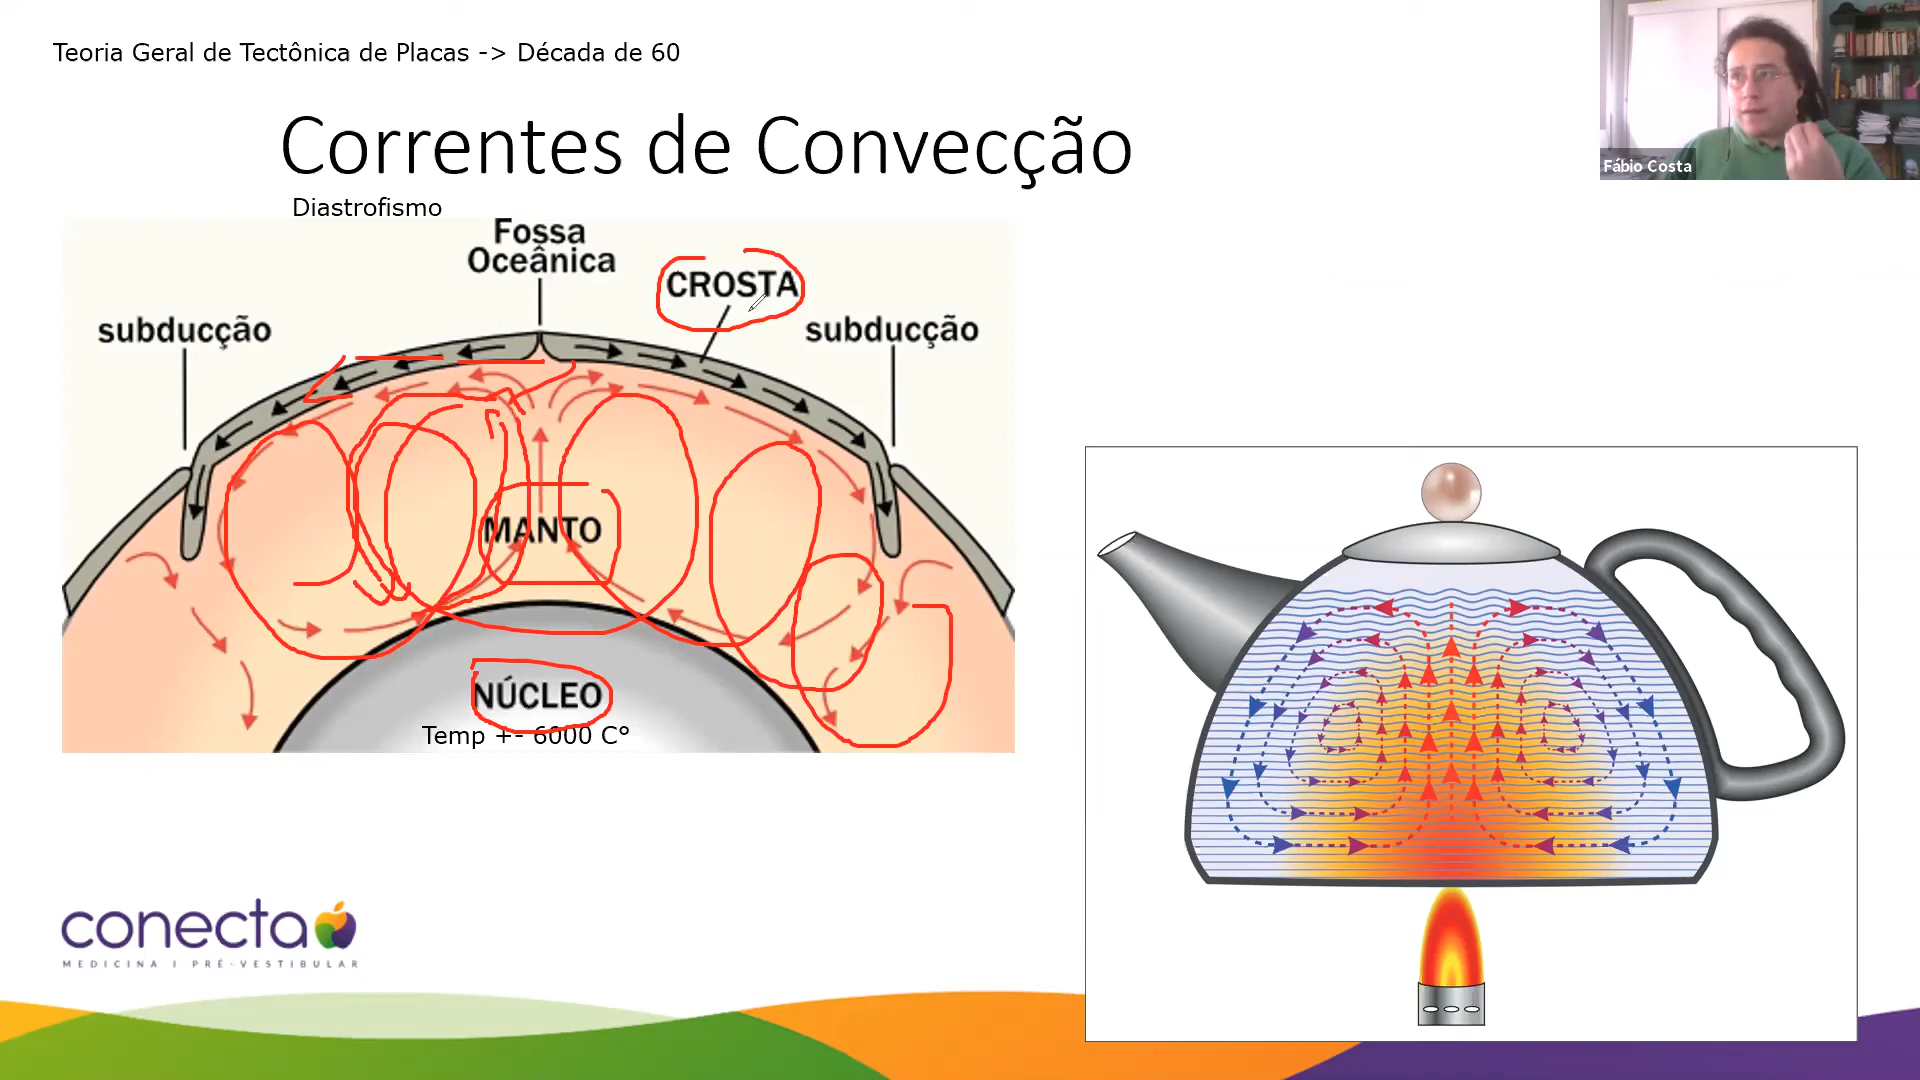 Teoria Geral de Tectônica de Placas -> Década de 60
Correntes de Convecção
Diastrofismo
Fossa
Oceânica
CROSTA
subducção
subducção
MANTO
NÚCLEO
Temp +- 6000 C°
Fábio Costa
conecta
MEDICINA | PRÉ-VESTIBULAR